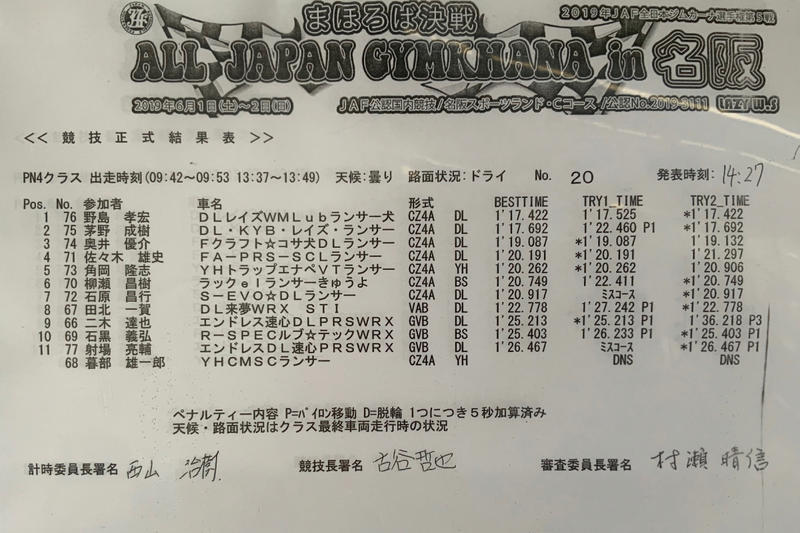 まほろば決戦
2019年JAF全日本ジムカーナ選手権第5戦
ALL JAPAN GYMKHANA in 名阪
2019年6月1日(土)~2日(日) JAF公認国内競技/名阪スポーツランド・Cコース/公認No.2019-3111 LAZY W.S
<< 競技正式結果表 >>
PN4クラス 出走時刻(09:42~09:53 13:37~13:49) 天候:曇り 路面状況:ドライ No. 20 発表時刻: 14:27
Pos. No. 参加者 車名 形式 BESTTIME TRY1_TIME TRY2_TIME
1 76 野島 孝宏 DLレイズWMLubランサー犬 CZ4A DL 1'17.422 1'17.525 *1'17.422
2 75 茅野 成樹 DL・KYB・レイズ・ランサー CZ4A DL 1'17.692 1'22.460 P1 *1'17.692
3 74 奥井 優介 Fクラフト☆コサ犬DLランサー CZ4A DL 1'19.087 *1'19.087 1'19.132
4 71 佐々木 雄史 FA-PRS-SCLランサー CZ4A DL 1'20.191 *1'20.191 1'21.297
5 73 角岡 隆志 YHトラップエナペVTランサー CZ4A YH 1'20.262 *1'20.262 1'20.906
6 70 柳瀬 昌樹 ラックelランサーきゅうよ CZ4A BS 1'20.749 1'22.411 *1'20.749
7 72 石原 昌行 S-EVO☆DLランサー CZ4A DL 1'20.917 ミスコース *1'20.917
8 67 田北 一賀 DL来夢WRX STI VAB DL 1'22.778 1'27.242 P1 *1'22.778
9 66 二木 達也 エンドレス速心DLPRSWRX GVB DL 1'25.213 *1'25.213 P1 1'36.218 P3
10 69 石黒 義弘 R-SPECルブ☆テックWRX GVB BS 1'25.403 1'26.233 P1 *1'25.403 P1
11 77 射場 亮輔 エンドレスDL速心PRSWRX GVB DL 1'26.467 ミスコース *1'26.467 P1
68 暮部 雄一郎 YHCMSCランサー CZ4A YH DNS DNS
ペナルティー内容 P=パイロン移動 D=脱輪 1つにつき5秒加算済み
天候・路面状況はクラス最終車両走行時の状況
計時委員長署名 西山 治樹 競技長署名 古谷哲也 審査委員長署名 村瀬 晴信